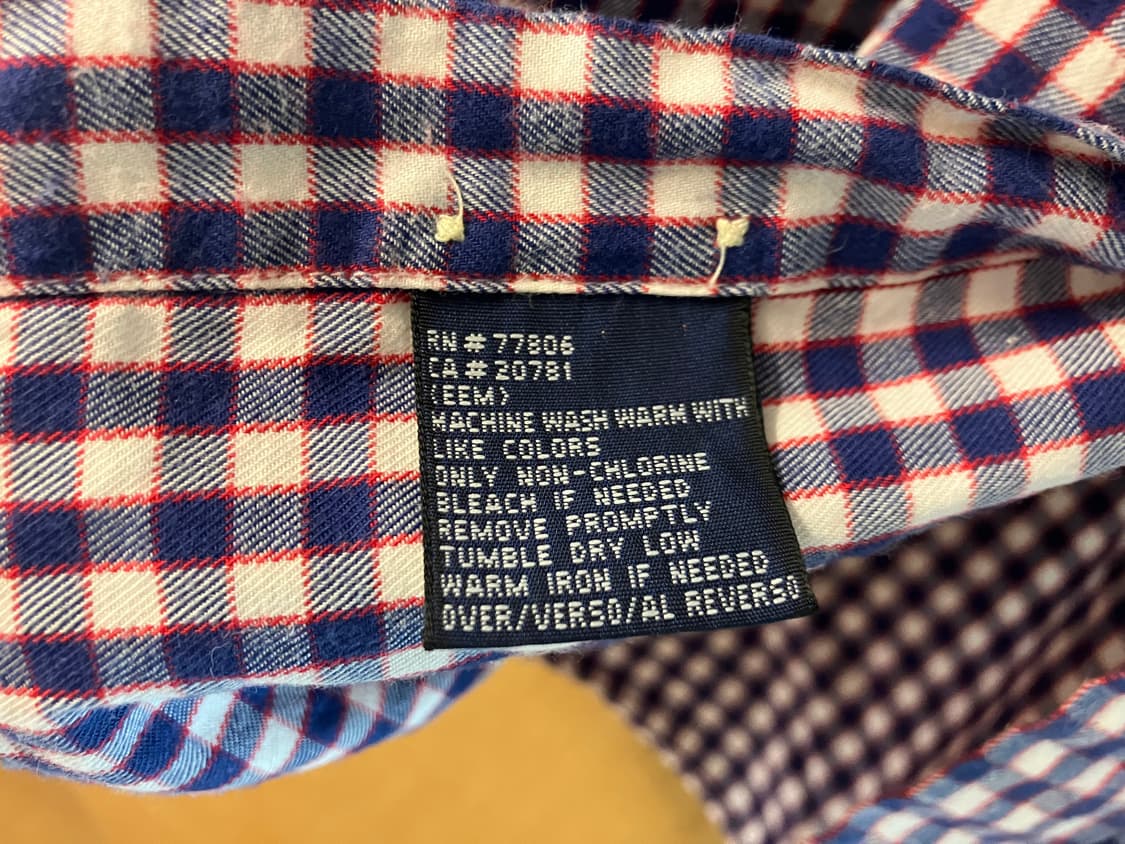 RN # 77806
CA # 20781
(EEM)
MACHINE WASH WARM WITH
LIKE COLORS
ONLY NON-CHLORINE
BLEACH IF NEEDED
REMOVE PROMPTLY
TUMBLE DRY LOW
WARM IRON IF NEEDED
OVER/VERSO/AL REVERSO